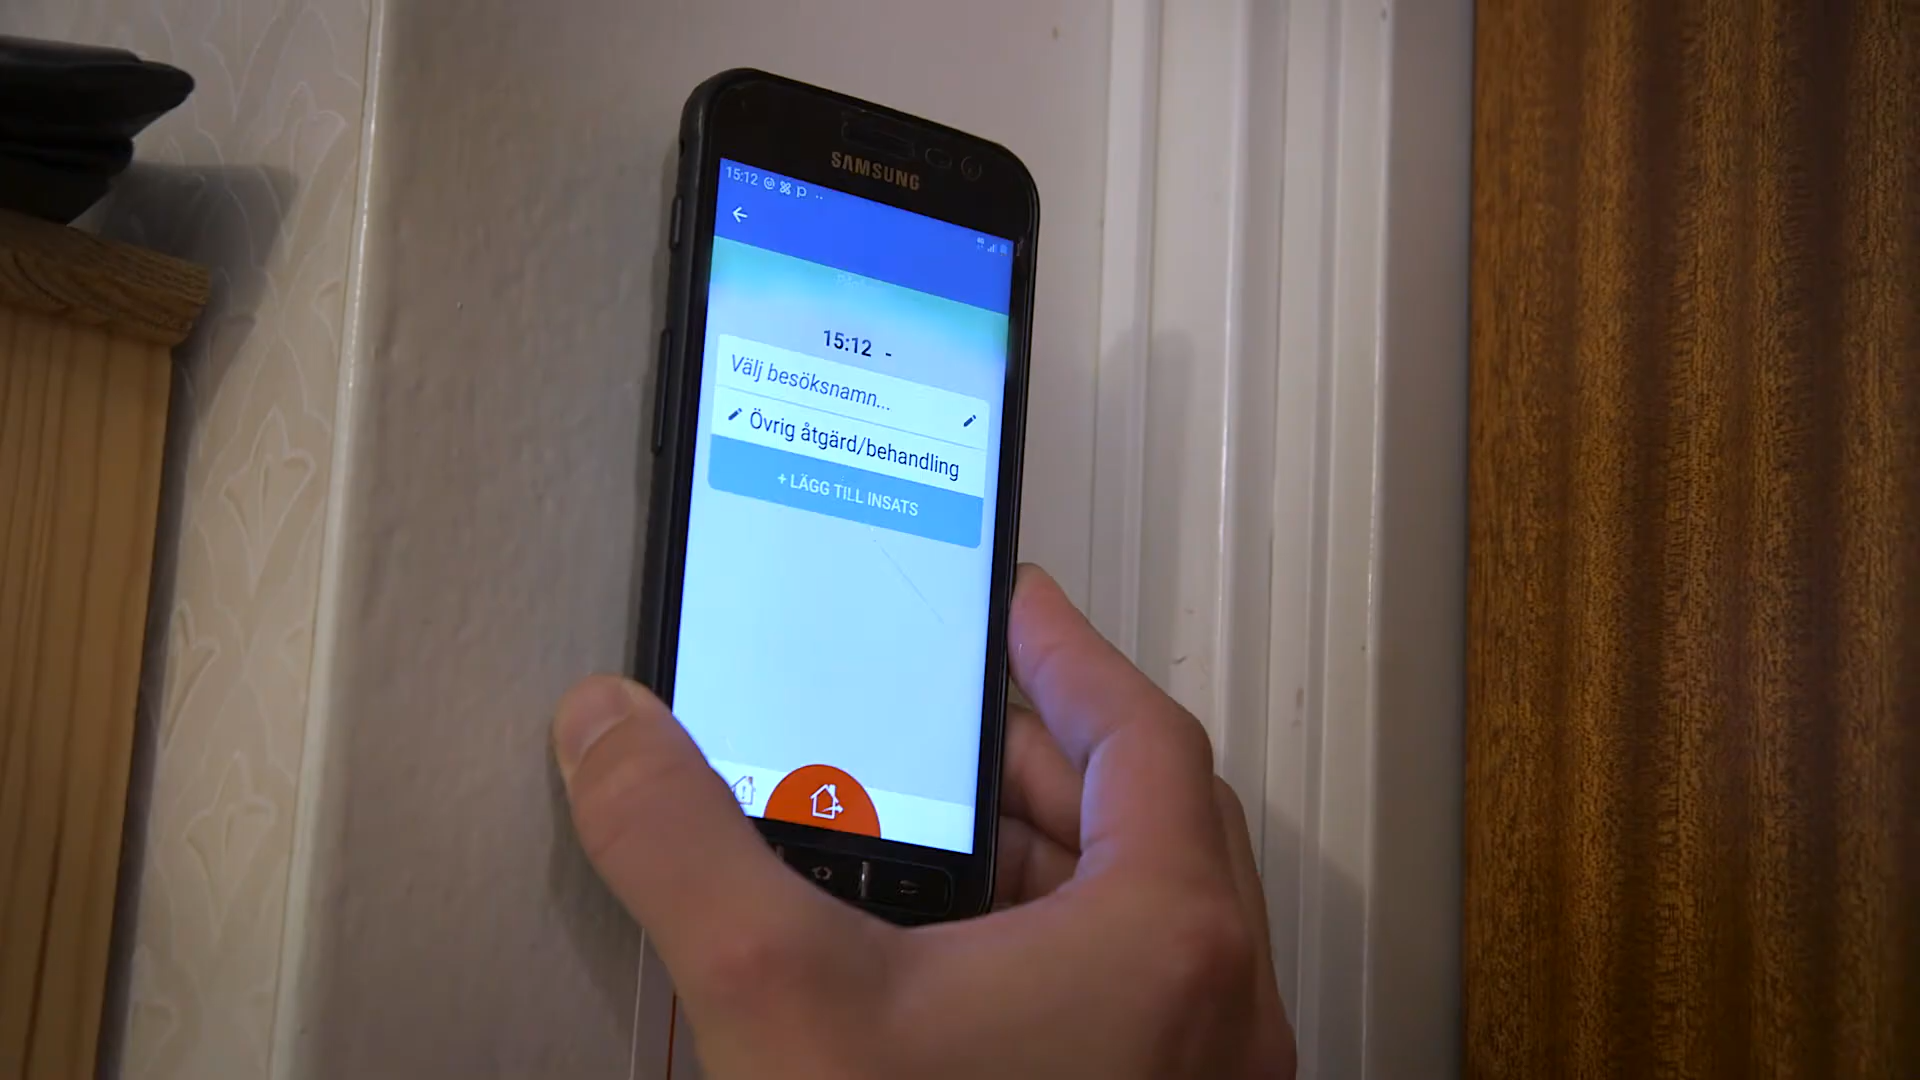 SAMSUNG
15:12
15:12 -
Välj besöksnamn...
Övrig åtgärd/behandling
+ LÄGG TILL INSATS